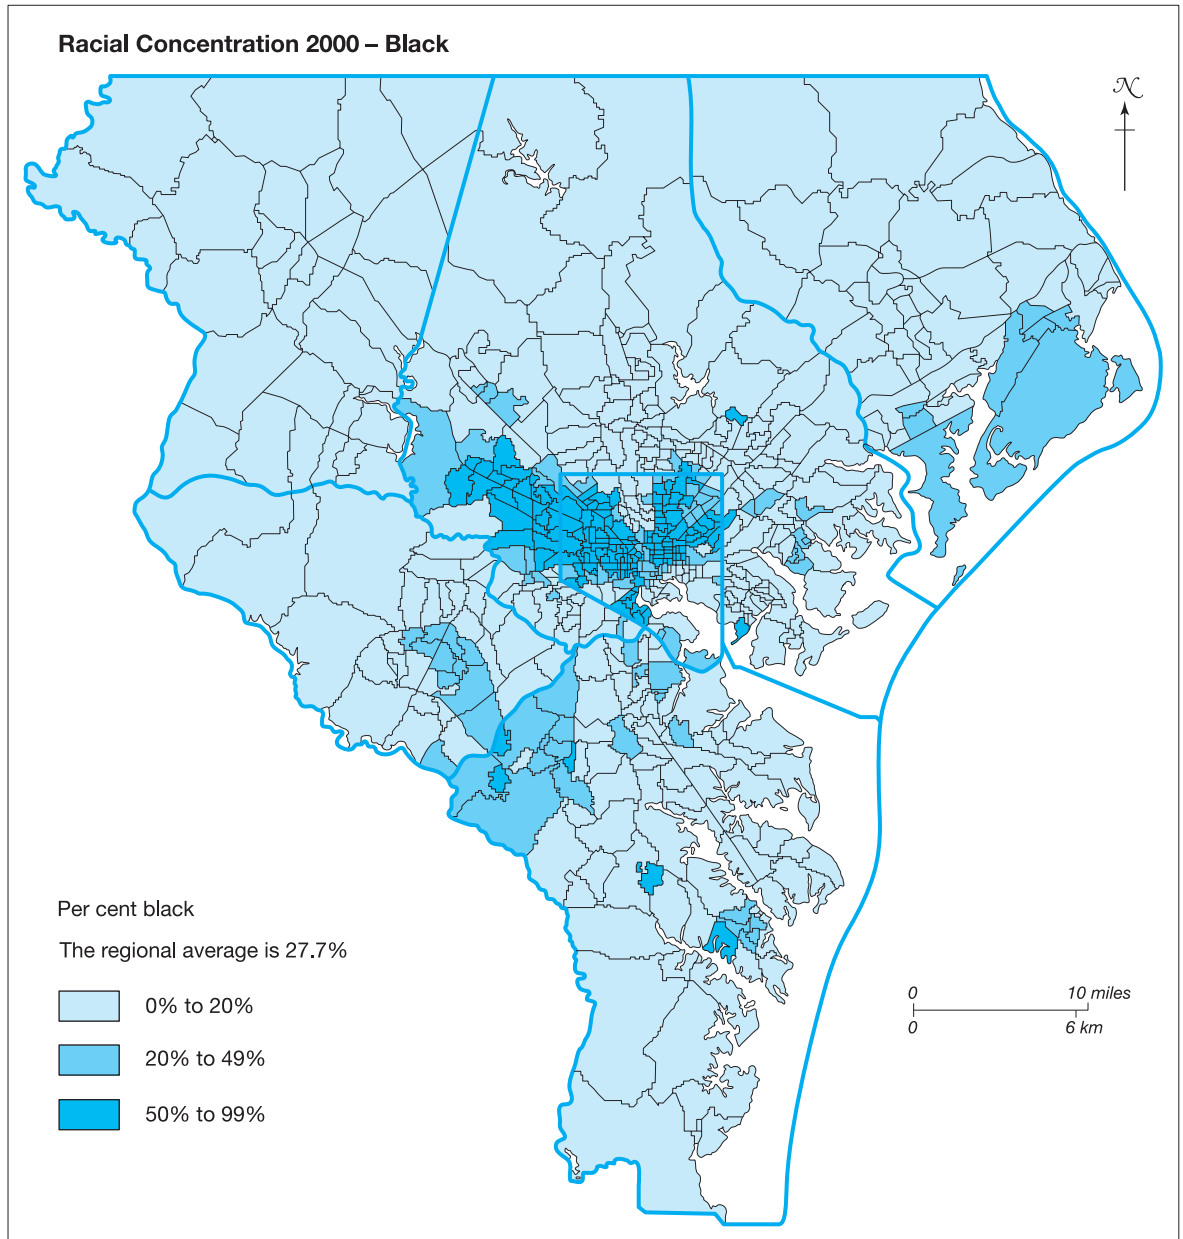 Racial Concentration 2000 – Black
N
Per cent black
The regional average is 27.7%
0% to 20%
20% to 49%
50% to 99%
0 10 miles
0 6 km